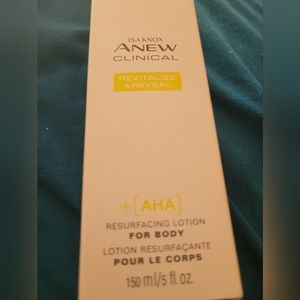 ISA KNOX
ANEW
CLINICAL
REVITALIZE
& REVEAL
+[AHA]
RESURFACING LOTION
FOR BODY
LOTION RESURFAÇANTE
POUR LE CORPS
150 ml/5 fl. oz.